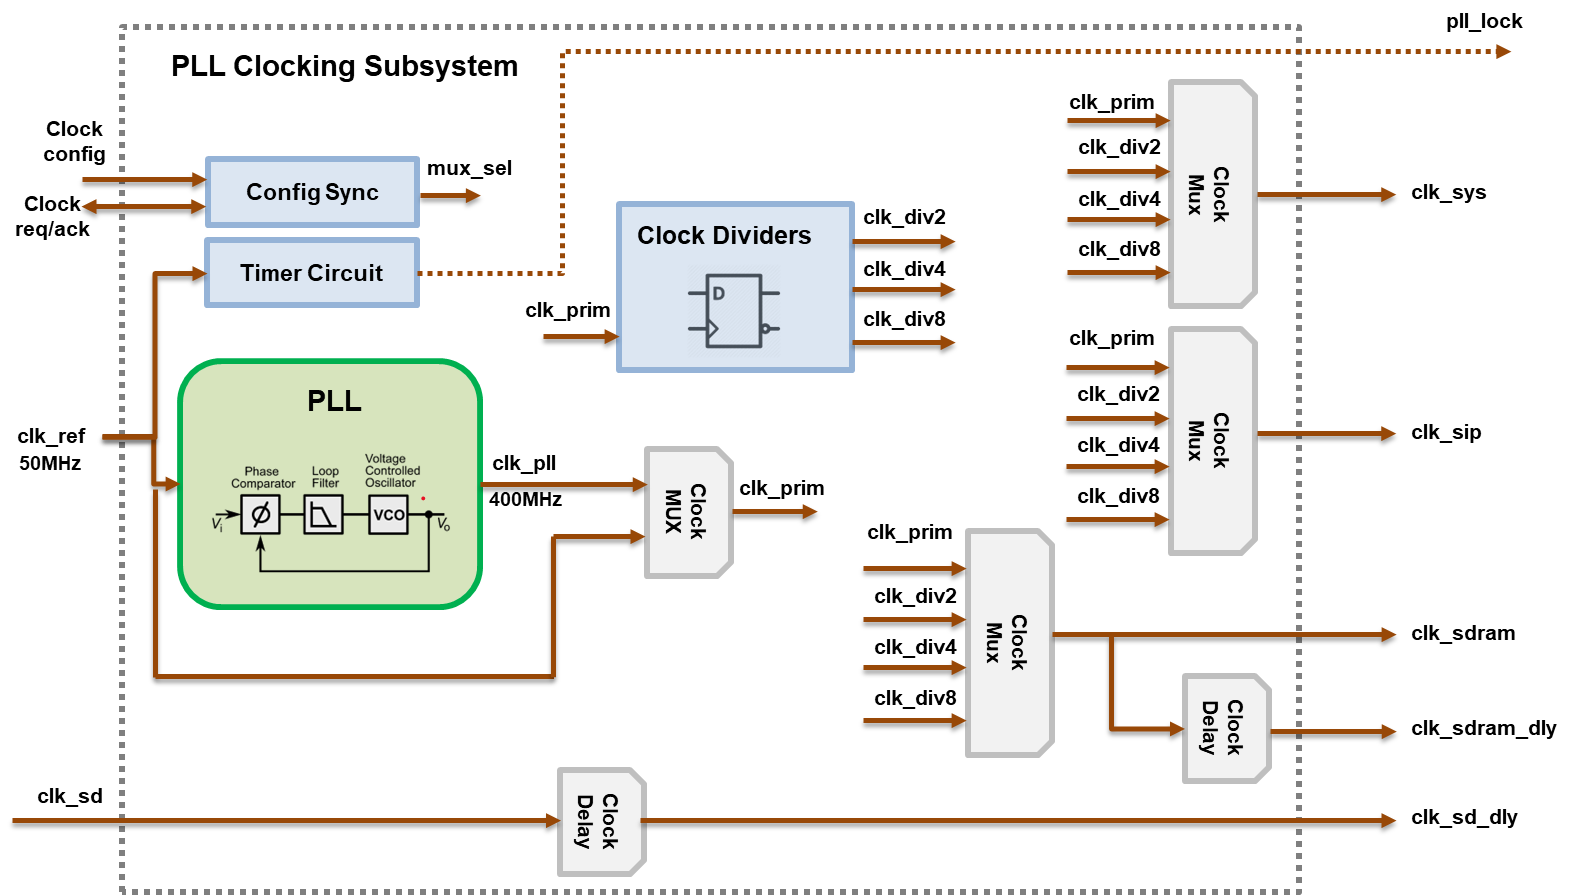 pll_lock
PLL Clocking Subsystem
Clock
config
Clock
req/ack
Config Sync
mux_sel
Timer Circuit
clk_prim
Clock Dividers
D
clk_div2
clk_div4
clk_div8
clk_prim
clk_div2
clk_div4
clk_div8
Clock
Mux
clk_sys
clk_prim
clk_div2
clk_div4
clk_div8
Clock
Mux
clk_sip
clk_ref
50MHz
PLL
Phase
Comparator
Loop
Filter
Voltage
Controlled
Oscillator
Vi
ϕ
VCO
Vo
clk_pll
400MHz
Clock
MUX
clk_prim
clk_prim
clk_div2
clk_div4
clk_div8
Clock
Mux
clk_sdram
Clock
Delay
clk_sdram_dly
clk_sd
Clock
Delay
clk_sd_dly